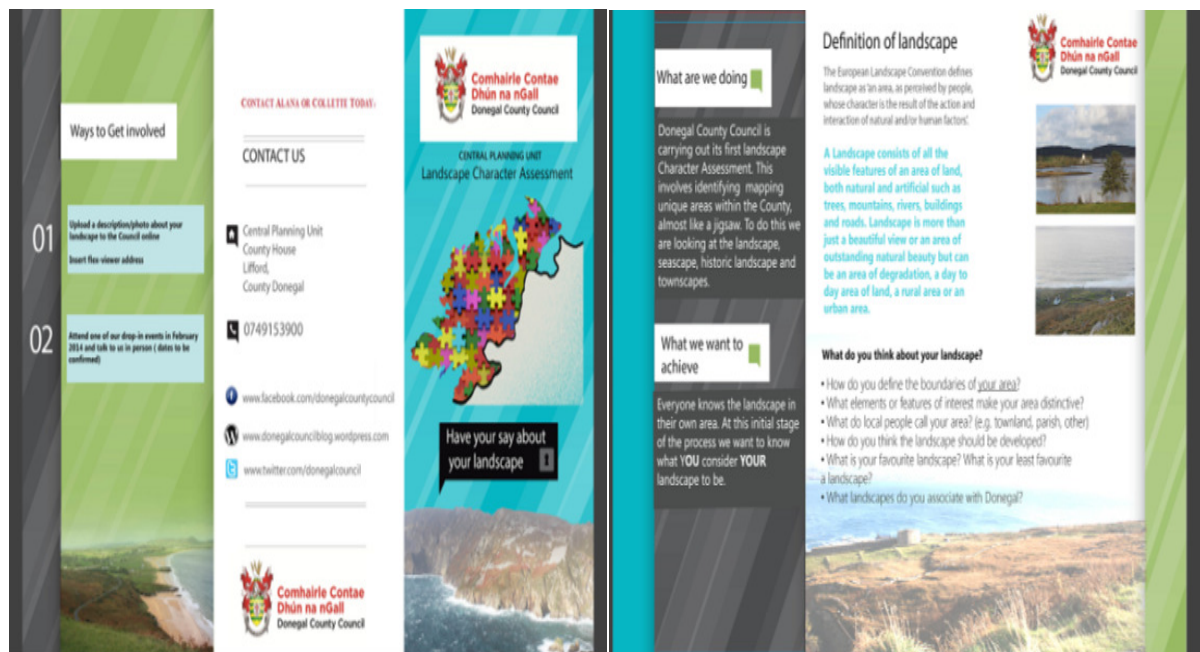 Ways to Get involved
01
Upload a description/photo about your
landscape to the Council online
Insert flex-viewer address
02
Attend one of our drop-in events in February
2014 and talk to us in person ( dates to be
confirmed)
CONTACT ALANA OR COLLETTE TODAY:
CONTACT US
Central Planning Unit
County House
Lifford,
County Donegal
0749153900
www.facebook.com/donegalcountycouncil
www.donegalcouncilblog.wordpress.com
www.twitter.com/donegalcouncil
Comhairle Contae
Dhún na nGall
Donegal County Council
Comhairle Contae
Dhún na nGall
Donegal County Council
CENTRAL PLANNING UNIT
Landscape Character Assessment
Have your say about
your landscape
What are we doing
Donegal County Council is
carrying out its first landscape
Character Assessment. This
involves identifying mapping
unique areas within the County,
almost like a jigsaw. To do this we
are looking at the landscape,
seascape, historic landscape and
townscapes.
What we want to
achieve
Everyone knows the landscape in
their own area. At this initial stage
of the process we want to know
what YOU consider YOUR
landscape to be.
Definition of landscape
The European Landscape Convention defines
landscape as 'an area, as perceived by people,
whose character is the result of the action and
interaction of natural and/or human factors'.
A Landscape consists of all the
visible features of an area of land,
both natural and artificial such as
trees, mountains, rivers, buildings
and roads. Landscape is more than
just a beautiful view or an area of
outstanding natural beauty but can
be an area of degradation, a day to
day area of land, a rural area or an
urban area.
Comhairle Contae
Dhún na nGall
Donegal County Council
What do you think about your landscape?
• How do you define the boundaries of your area?
• What elements or features of interest make your area distinctive?
• What do local people call your area? (e.g. townland, parish, other)
• How do you think the landscape should be developed?
• What is your favourite landscape? What is your least favourite
a landscape?
• What landscapes do you associate with Donegal?